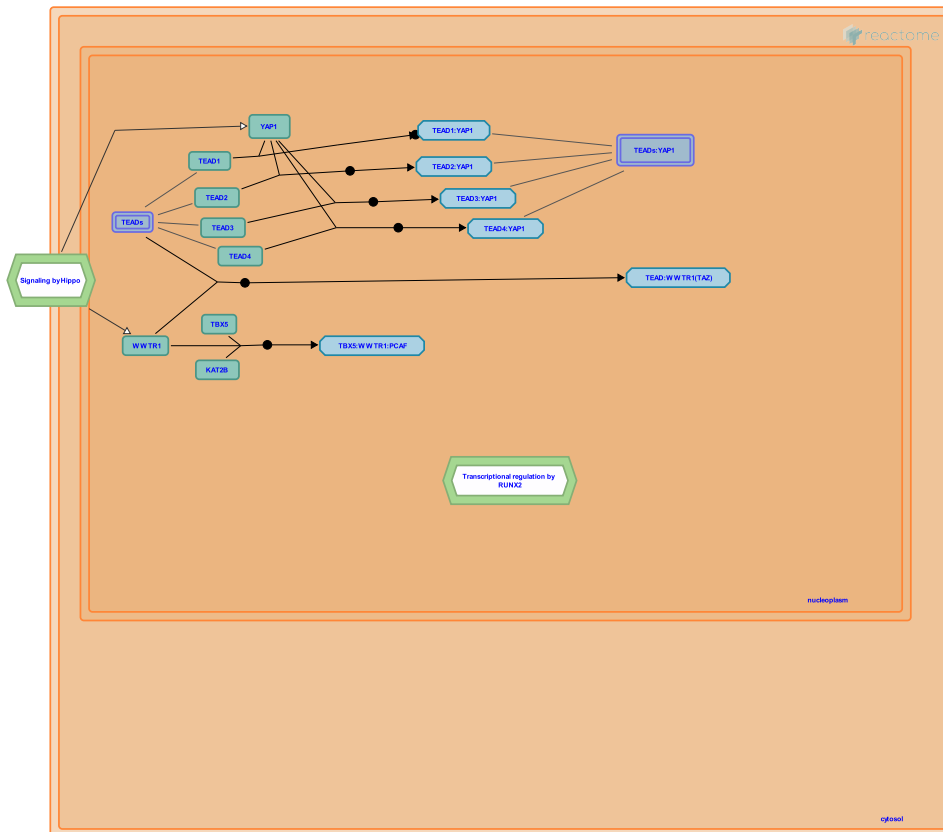 reactome
YAP1
TEAD1:YAP1
TEADs:YAP1
TEAD1
TEAD2:YAP1
TEAD2
TEAD3:YAP1
TEADs
TEAD3
TEAD4:YAP1
TEAD4
Signaling by Hippo
TEAD:WWTR1(TAZ)
TBX5
WWTR1
TBX5:WWTR1:PCAF
KAT2B
Transcriptional regulation by
RUNX2
nucleoplasm
cytosol